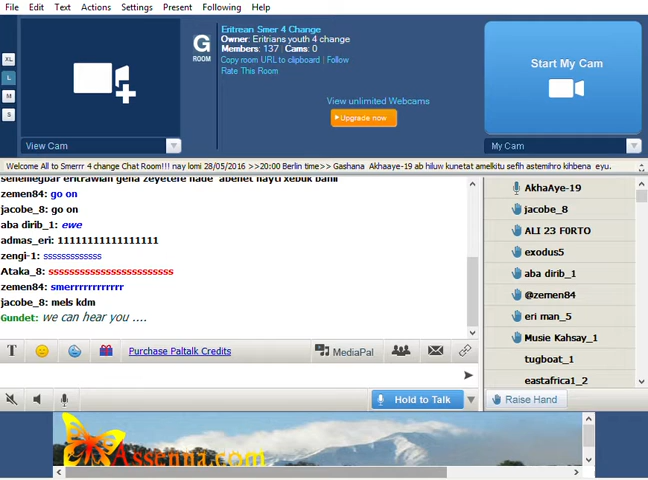 File Edit Text Actions Settings Present Following Help
XL
L
M
S
View Cam
G
ROOM
Eritrean Smer 4 Change
Owner: Eritrians youth 4 change
Members: 137 | Cams: 0
Copy room URL to clipboard | Follow
Rate This Room
View unlimited Webcams
Upgrade now
Start My Cam
My Cam
Welcome All to Smerrr 4 change Chat Room!!! nay lomi 28/05/2016 >>20:00 Berlin time>> Gashana Akhaaye-19 ab hiluw kunetat amelkitu sefih astemihro kihbena eyu.
zemen84: go on
jacobe_8: go on
aba dirib_1: ewe
admas_eri: 11111111111111111
zengi-1: sssssssssssss
Ataka_8: sssssssssssssssssssssssss
zemen84: smerrrrrrrrrrr
jacobe_8: mels kdm
Gundet: we can hear you ....
AkhaAye-19
jacobe_8
ALI 23 F0RTO
exodus5
aba dirib_1
@zemen84
eri man_5
Musie Kahsay_1
tugboat_1
eastafrica1_2
T
Purchase Paltalk Credits
MediaPal
Hold to Talk
Raise Hand
Assenna.com